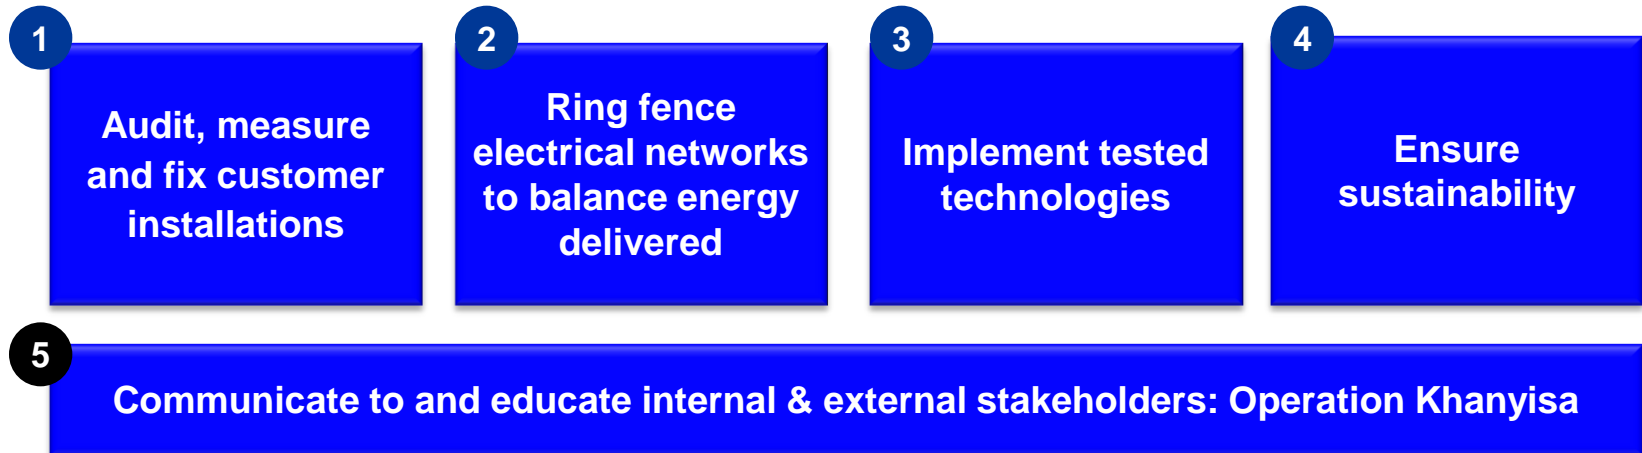 1
Audit, measure
and fix customer
installations
2
Ring fence
electrical networks
to balance energy
delivered
3
Implement tested
technologies
4
Ensure
sustainability
5
Communicate to and educate internal & external stakeholders: Operation Khanyisa